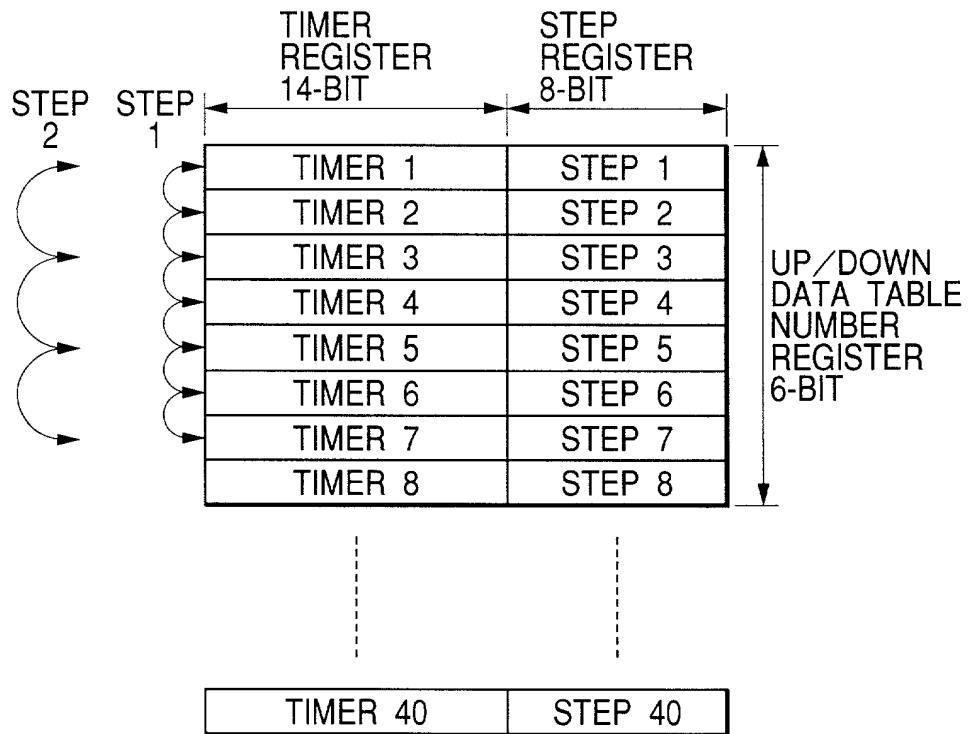 TIMER
REGISTER
14-BIT
STEP
REGISTER
8-BIT
STEP
2
STEP
1
TIMER 1 STEP 1
TIMER 2 STEP 2
TIMER 3 STEP 3
TIMER 4 STEP 4
TIMER 5 STEP 5
TIMER 6 STEP 6
TIMER 7 STEP 7
TIMER 8 STEP 8
UP/DOWN
DATA TABLE
NUMBER
REGISTER
6-BIT
TIMER 40 STEP 40